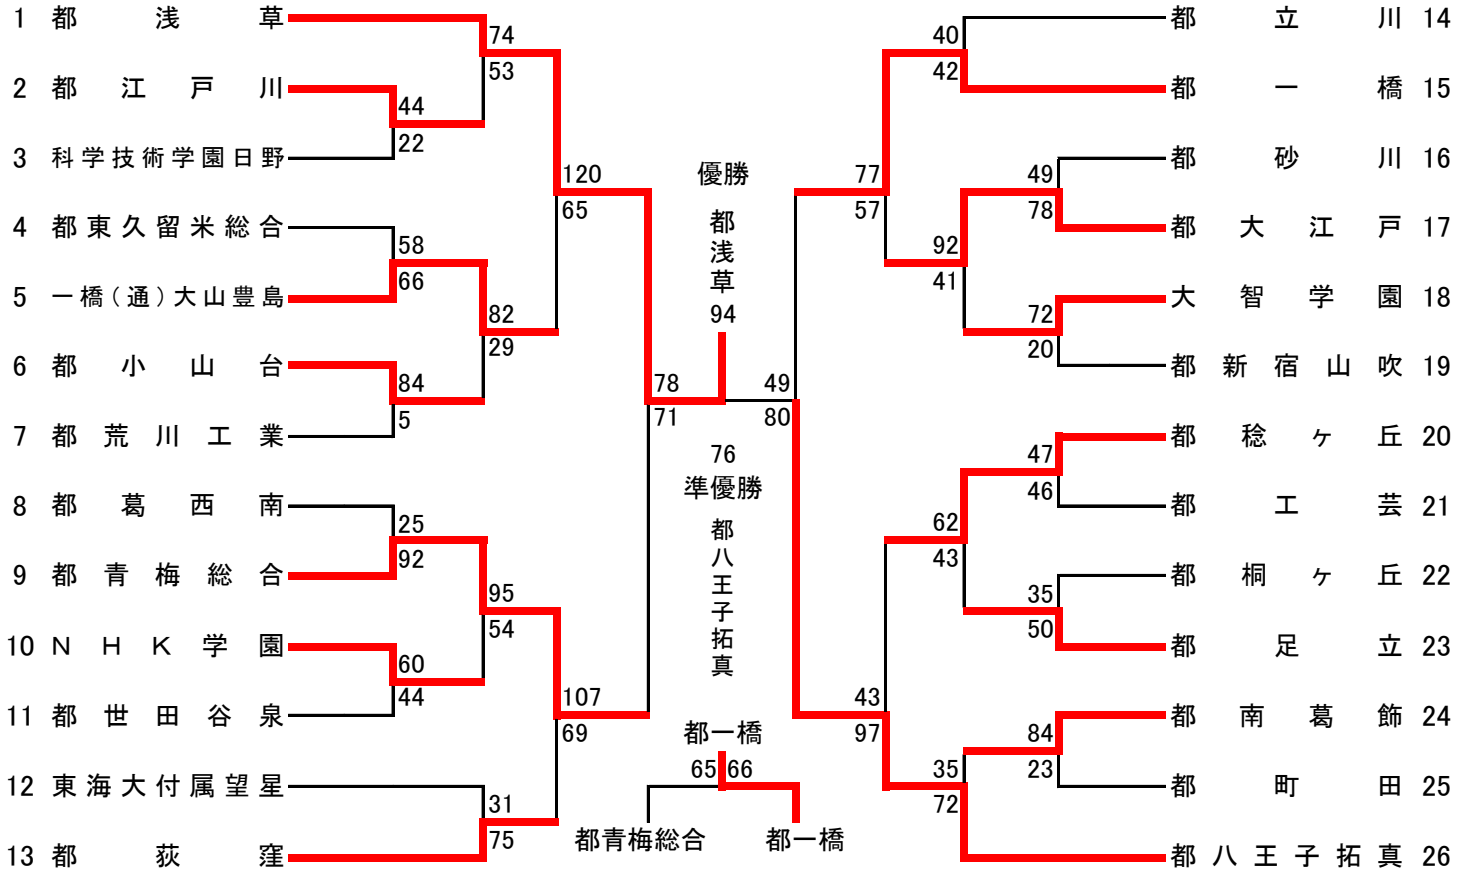 1 都浅草
2 都江戸川
3 科学技術学園日野
4 都東久留米総合
5 一橋(通)大山豊島
6 都小山台
7 都荒川工業
8 都葛西南
9 都青梅総合
10 NHK学園
11 都世田谷泉
12 東海大付属望星
13 都荻窪
74
53
44
22
120
65
58
66
82
29
84
5
78
71
25
92
95
54
60
44
107
69
31
75
優勝
都浅草
94
76
準優勝
都八王子拓真
都一橋
65 66
都青梅総合 都一橋
40
42
77
57
49
78
92
41
72
20
49
80
47
46
62
43
35
50
43
97
84
23
35
72
都立川 14
都一橋 15
都砂川 16
都大江戸 17
大智学園 18
都新宿山吹 19
都稔ヶ丘 20
都工芸 21
都桐ヶ丘 22
都足立 23
都南葛飾 24
都町田 25
都八王子拓真 26